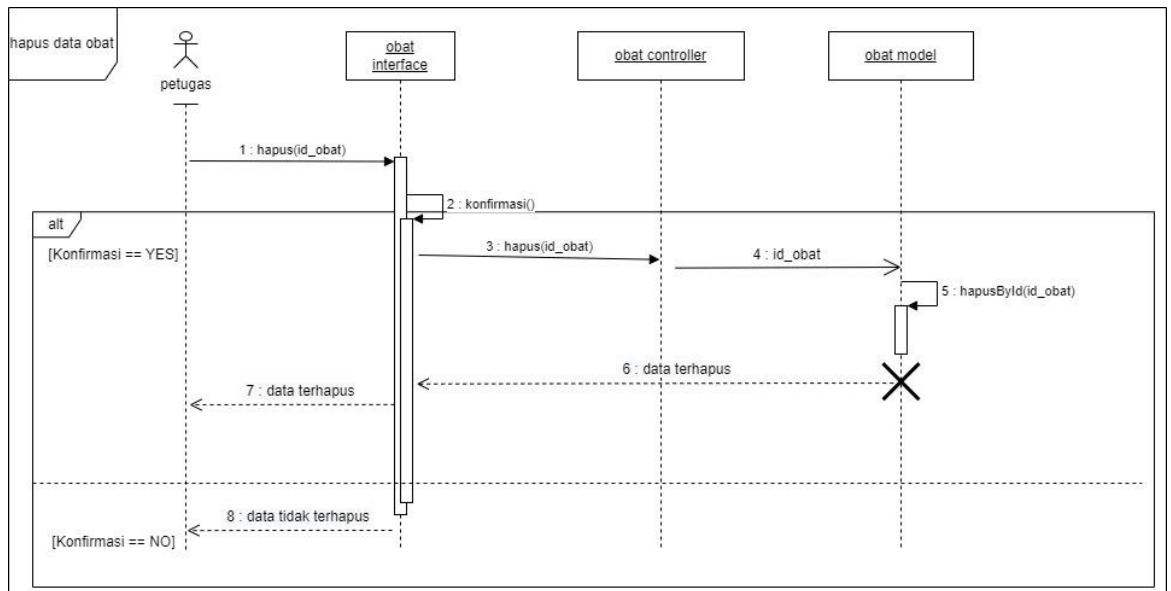 hapus data obat
petugas
obat
interface
obat controller
obat model
1 : hapus(id_obat)
2 : konfirmasi()
alt
[Konfirmasi == YES]
3 : hapus(id_obat)
4 : id_obat
5 : hapusById(id_obat)
6 : data terhapus
7 : data terhapus
8 : data tidak terhapus
[Konfirmasi == NO]